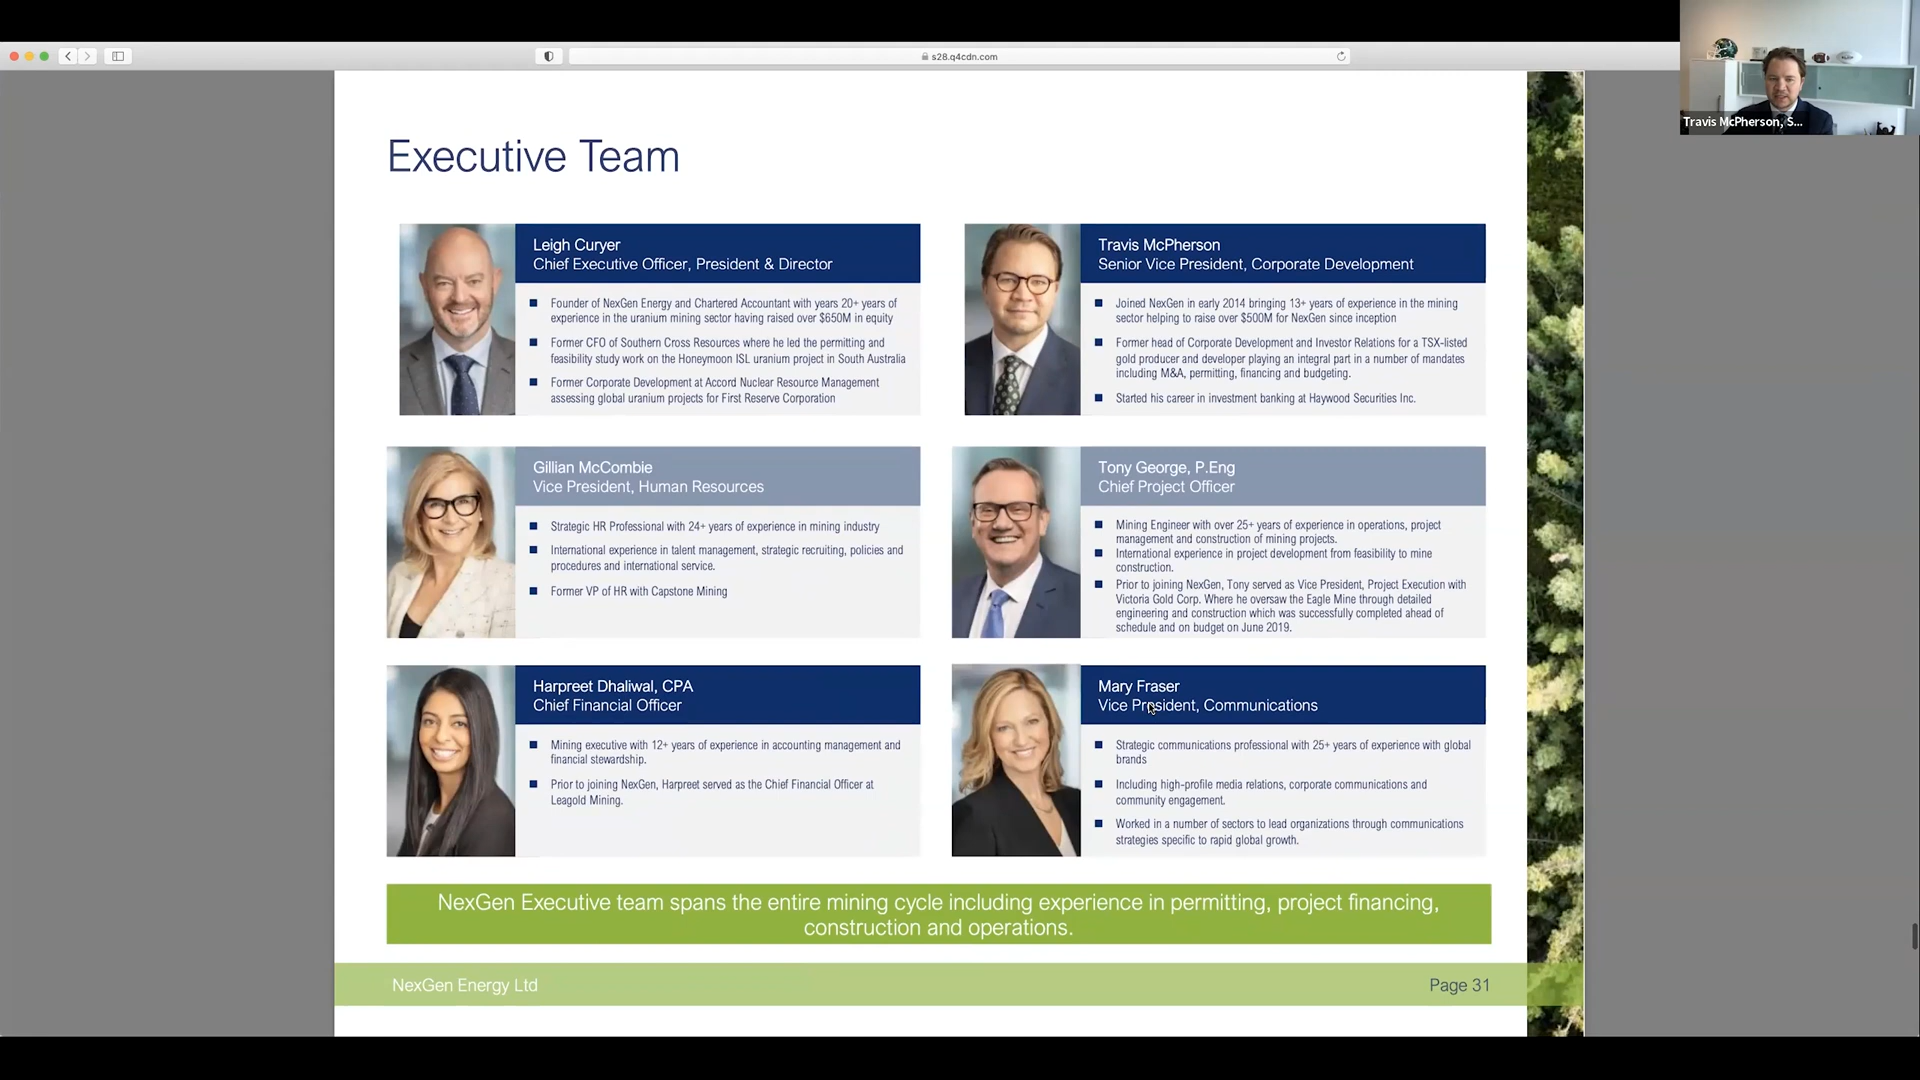 s28.q4cdn.com
Travis McPherson, S...
Executive Team
Leigh Curyer
Chief Executive Officer, President & Director
Founder of NexGen Energy and Chartered Accountant with years 20+ years of
experience in the uranium mining sector having raised over $650M in equity
Former CFO of Southern Cross Resources where he led the permitting and
feasibility study work on the Honeymoon ISL uranium project in South Australia
Former Corporate Development at Accord Nuclear Resource Management
assessing global uranium projects for First Reserve Corporation
Travis McPherson
Senior Vice President, Corporate Development
Joined NexGen in early 2014 bringing 13+ years of experience in the mining
sector helping to raise over $500M for NexGen since inception
Former head of Corporate Development and Investor Relations for a TSX-listed
gold producer and developer playing an integral part in a number of mandates
including M&A, permitting, financing and budgeting.
Started his career in investment banking at Haywood Securities Inc.
Gillian McCombie
Vice President, Human Resources
Strategic HR Professional with 24+ years of experience in mining industry
International experience in talent management, strategic recruiting, policies and
procedures and international service.
Former VP of HR with Capstone Mining
Tony George, P.Eng
Chief Project Officer
Mining Engineer with over 25+ years of experience in operations, project
management and construction of mining projects.
International experience in project development from feasibility to mine
construction.
Prior to joining NexGen, Tony served as Vice President, Project Execution with
Victoria Gold Corp. Where he oversaw the Eagle Mine through detailed
engineering and construction which was successfully completed ahead of
schedule and on budget on June 2019.
Harpreet Dhaliwal, CPA
Chief Financial Officer
Mining executive with 12+ years of experience in accounting management and
financial stewardship.
Prior to joining NexGen, Harpreet served as the Chief Financial Officer at
Leagold Mining.
Mary Fraser
Vice President, Communications
Strategic communications professional with 25+ years of experience with global
brands
Including high-profile media relations, corporate communications and
community engagement.
Worked in a number of sectors to lead organizations through communications
strategies specific to rapid global growth.
NexGen Executive team spans the entire mining cycle including experience in permitting, project financing,
construction and operations.
NexGen Energy Ltd
Page 31